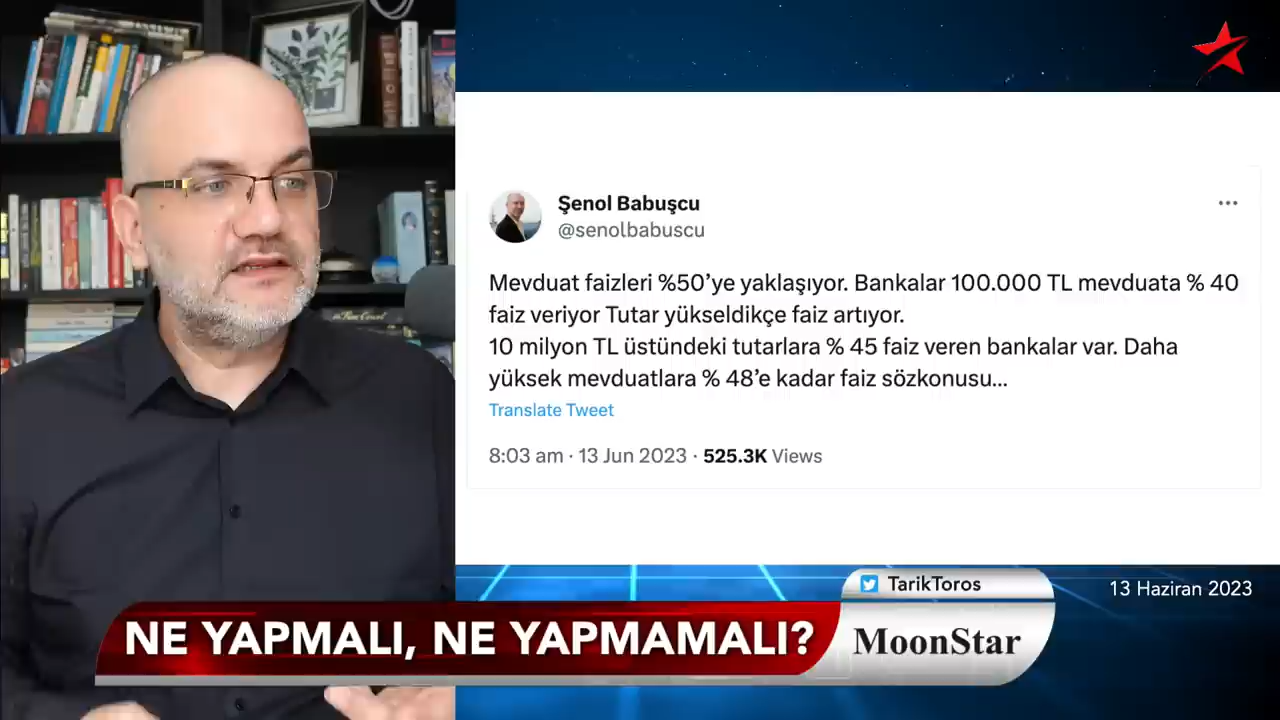 Şenol Babuşcu
@senolbabuscu
Mevduat faizleri %50’ye yaklaşıyor. Bankalar 100.000 TL mevduata % 40
faiz veriyor Tutar yükseldikçe faiz artıyor.
10 milyon TL üstündeki tutarlara % 45 faiz veren bankalar var. Daha
yüksek mevduatlara % 48’e kadar faiz sözkonusu...
Translate Tweet
8:03 am · 13 Jun 2023 · 525.3K Views
TarikToros
13 Haziran 2023
NE YAPMALI, NE YAPMAMALI?
MoonStar